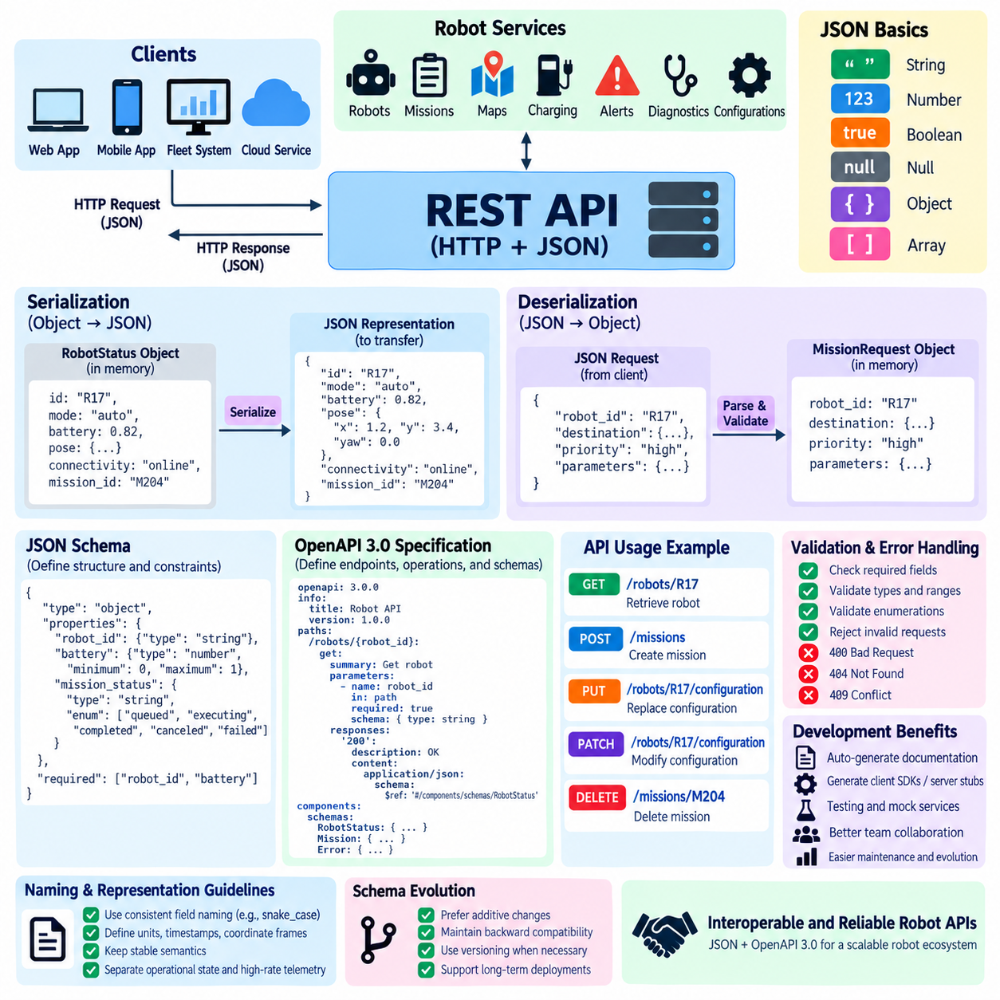 Clients
Web App
Mobile App
Fleet System
Cloud Service
Robot Services
Robots
Missions
Maps
Charging
Alerts
Diagnostics
Configurations
JSON Basics
“ ” String
123 Number
true Boolean
null Null
{ } Object
[ ] Array
HTTP Request
(JSON)
HTTP Response
(JSON)
REST API
(HTTP + JSON)
Serialization
(Object → JSON)
RobotStatus Object
(in memory)
id: "R17",
mode: "auto",
battery: 0.82,
pose: {...}
connectivity: "online",
mission_id: "M204"
Serialize
JSON Representation
(to transfer)
{
"id": "R17",
"mode": "auto",
"battery": 0.82,
"pose": {
"x": 1.2, "y": 3.4,
"yaw": 0.0
},
"connectivity": "online",
"mission_id": "M204"
}
Deserialization
(JSON → Object)
JSON Request
(from client)
{
"robot_id": "R17",
"destination": {...},
"priority": "high",
"parameters": {...}
}
Parse &
Validate
MissionRequest Object
(in memory)
robot_id: "R17"
destination: {...}
priority: "high"
parameters: {...}
JSON Schema
(Define structure and constraints)
{
"type": "object",
"properties": {
"robot_id": {"type": "string"},
"battery": {"type": "number",
"minimum": 0, "maximum": 1},
"mission_status": {
"type": "string",
"enum": ["queued", "executing",
"completed", "canceled", "failed"]
}
},
"required": ["robot_id", "battery"]
}
OpenAPI 3.0 Specification
(Define endpoints, operations, and schemas)
openapi: 3.0.0
info:
title: Robot API
version: 1.0.0
paths:
/robots/{robot_id}:
get:
summary: Get robot
parameters:
- name: robot_id
in: path
required: true
schema: { type: string }
responses:
'200':
description: OK
content:
application/json:
schema:
$ref: '#/components/schemas/RobotStatus'
components:
schemas:
RobotStatus: { ... }
Mission: { ... }
Error: { ... }
API Usage Example
GET /robots/R17
Retrieve robot
POST /missions
Create mission
PUT /robots/R17/configuration
Replace configuration
PATCH /robots/R17/configuration
Modify configuration
DELETE /missions/M204
Delete mission
Validation & Error Handling
Check required fields
Validate types and ranges
Validate enumerations
Reject invalid requests
400 Bad Request
404 Not Found
409 Conflict
Development Benefits
Auto-generate documentation
Generate client SDKs / server stubs
Testing and mock services
Better team collaboration
Easier maintenance and evolution
Naming & Representation Guidelines
Use consistent field naming (e.g., snake_case)
Define units, timestamps, coordinate frames
Keep stable semantics
Separate operational state and high-rate telemetry
Schema Evolution
Prefer additive changes
Maintain backward compatibility
Use versioning when necessary
Support long-term deployments
Interoperable and Reliable Robot APIs
JSON + OpenAPI 3.0 for a scalable robot ecosystem